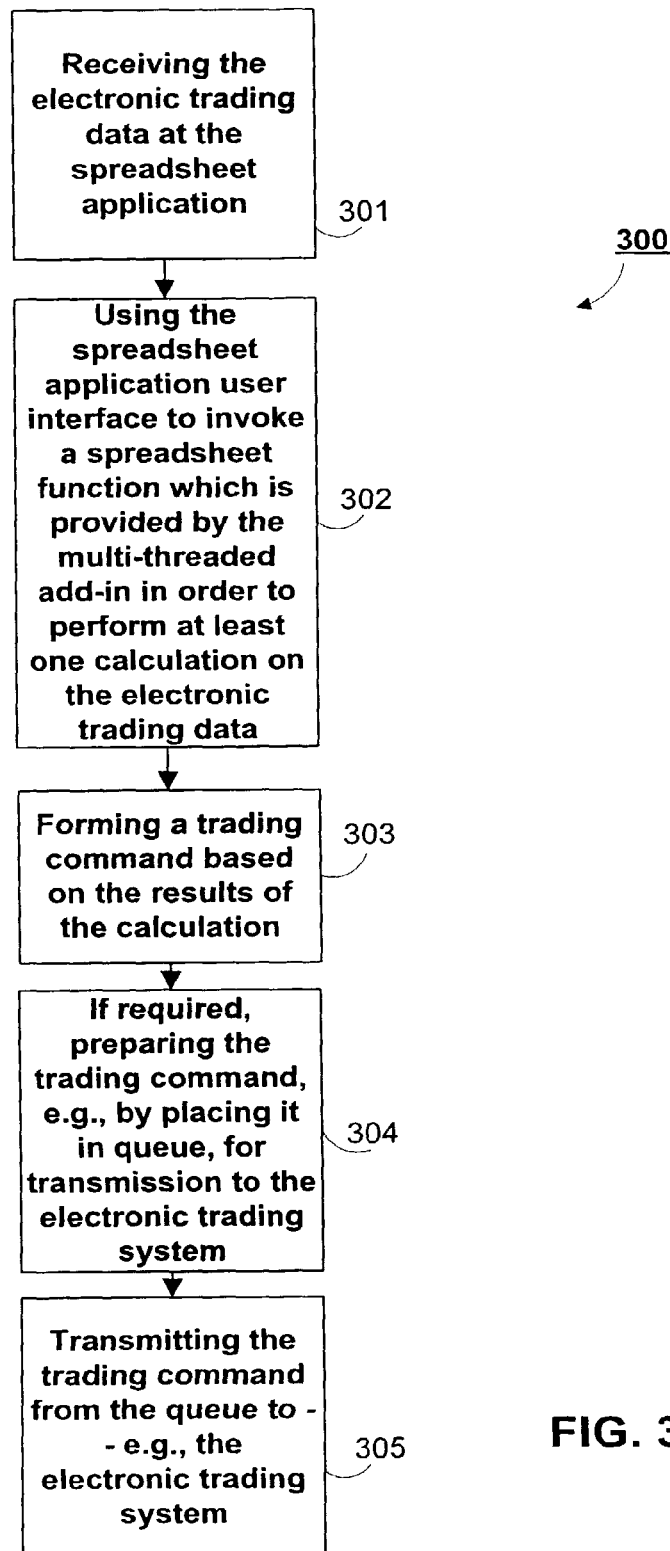 Receiving the
electronic trading
data at the
spreadsheet
application
301
300
Using the
spreadsheet
application user
interface to invoke
a spreadsheet
function which is
provided by the
multi-threaded
add-in in order to
perform at least
one calculation on
the electronic
trading data
302
Forming a trading
command based
on the results of
the calculation
303
If required,
preparing the
trading command,
e.g., by placing it
in queue, for
transmission to the
electronic trading
system
304
Transmitting the
trading command
from the queue to -
- e.g., the
electronic trading
system
305
FIG. 3